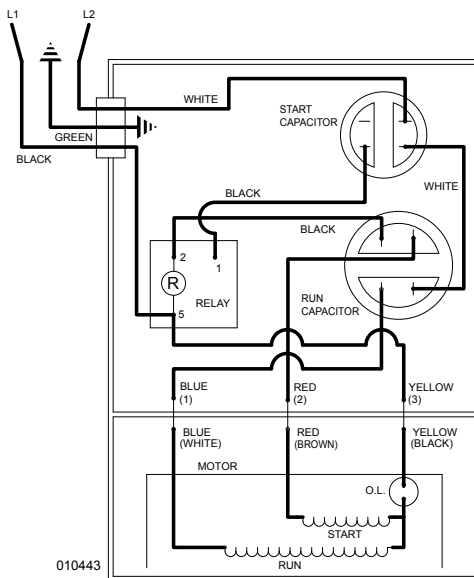 L1
L2
WHITE
START
CAPACITOR
GREEN
BLACK
WHITE
BLACK
BLACK
2
1
R
RELAY
5
RUN
CAPACITOR
BLUE
(1)
RED
(2)
YELLOW
(3)
BLUE
(WHITE)
RED
(BROWN)
YELLOW
(BLACK)
MOTOR
O.L.
START
RUN
010443